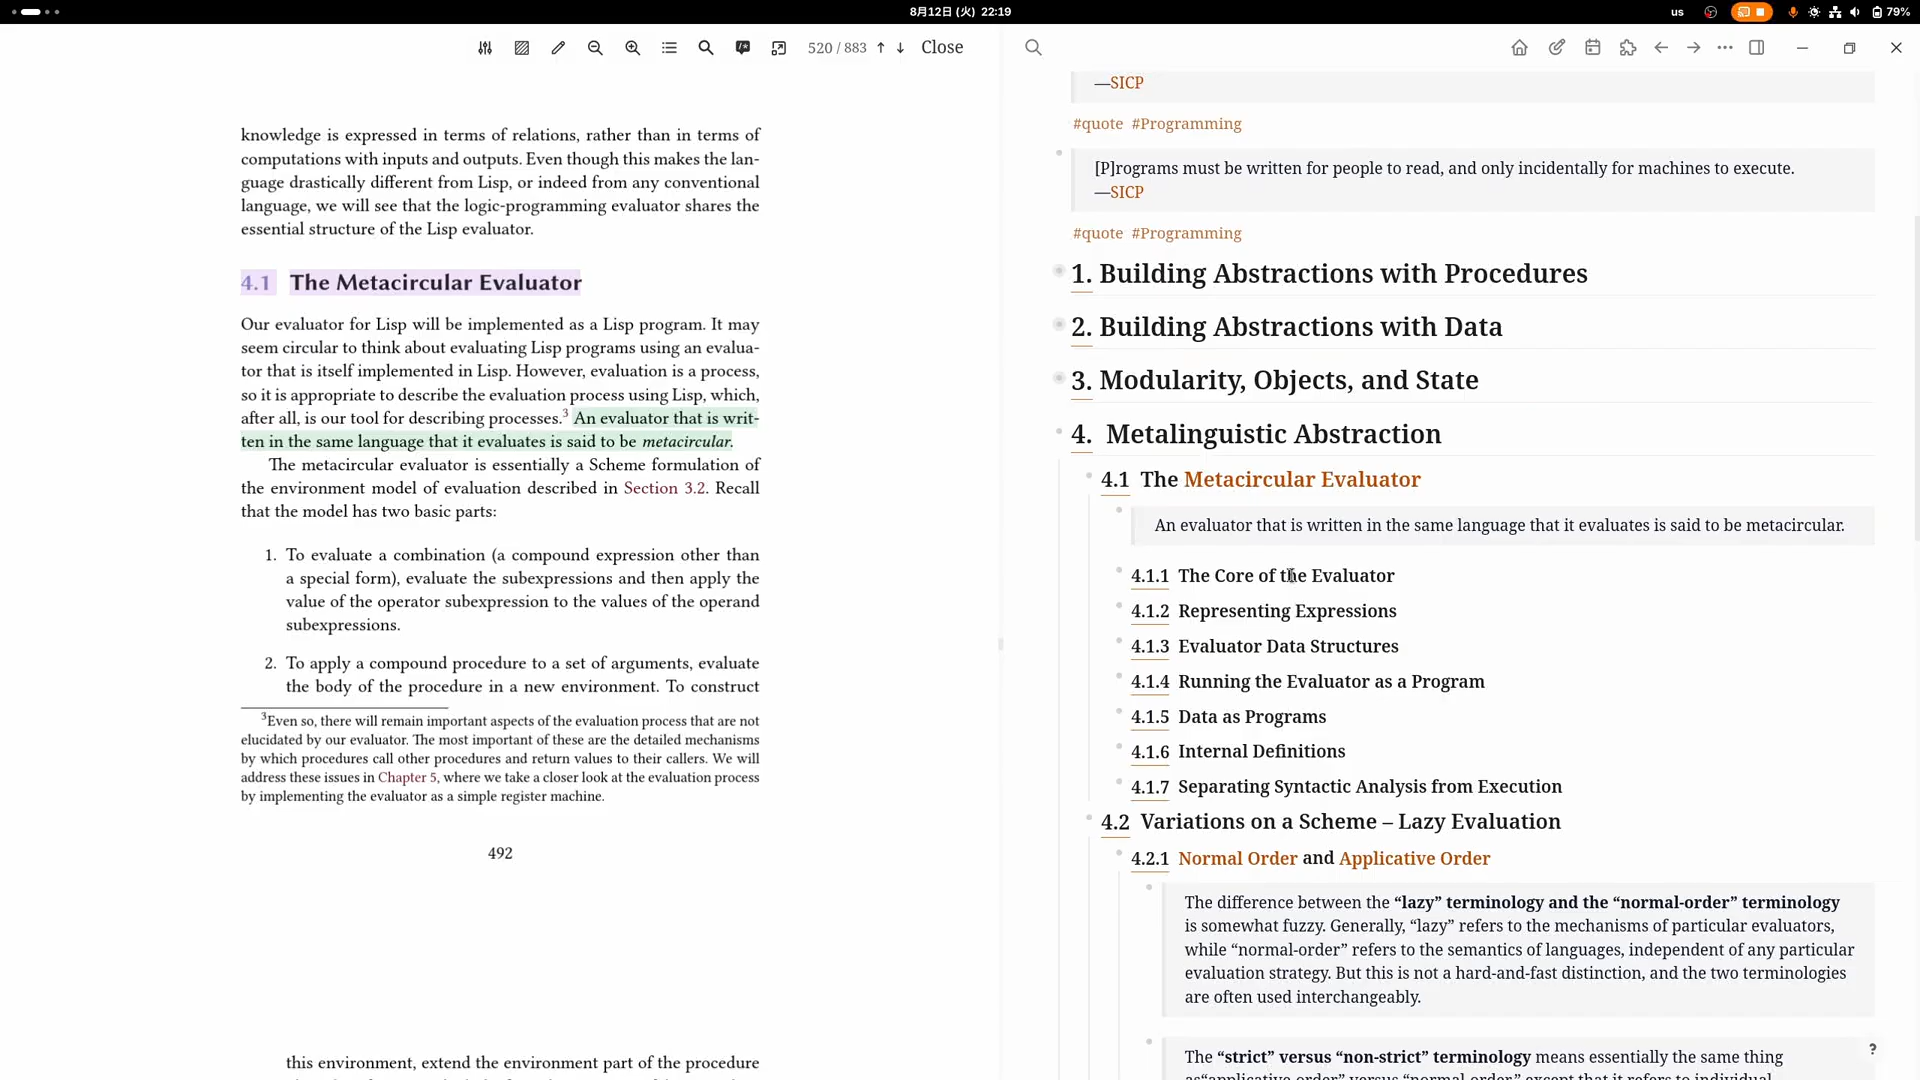 8月12日 (火) 22:19
us
79%
520 / 883
Close
knowledge is expressed in terms of relations, rather than in terms of
computations with inputs and outputs. Even though this makes the lan-
guage drastically different from Lisp, or indeed from any conventional
language, we will see that the logic-programming evaluator shares the
essential structure of the Lisp evaluator.
4.1 The Metacircular Evaluator
Our evaluator for Lisp will be implemented as a Lisp program. It may
seem circular to think about evaluating Lisp programs using an evalua-
tor that is itself implemented in Lisp. However, evaluation is a process,
so it is appropriate to describe the evaluation process using Lisp, which,
after all, is our tool for describing processes.3 An evaluator that is writ-
ten in the same language that it evaluates is said to be metacircular.
The metacircular evaluator is essentially a Scheme formulation of
the environment model of evaluation described in Section 3.2. Recall
that the model has two basic parts:
1. To evaluate a combination (a compound expression other than
a special form), evaluate the subexpressions and then apply the
value of the operator subexpression to the values of the operand
subexpressions.
2. To apply a compound procedure to a set of arguments, evaluate
the body of the procedure in a new environment. To construct
3Even so, there will remain important aspects of the evaluation process that are not
elucidated by our evaluator. The most important of these are the detailed mechanisms
by which procedures call other procedures and return values to their callers. We will
address these issues in Chapter 5, where we take a closer look at the evaluation process
by implementing the evaluator as a simple register machine.
492
this environment, extend the environment part of the procedure
—SICP
#quote #Programming
[P]rograms must be written for people to read, and only incidentally for machines to execute.
—SICP
#quote #Programming
1. Building Abstractions with Procedures
2. Building Abstractions with Data
3. Modularity, Objects, and State
4. Metalinguistic Abstraction
4.1 The Metacircular Evaluator
An evaluator that is written in the same language that it evaluates is said to be metacircular.
4.1.1 The Core of the Evaluator
4.1.2 Representing Expressions
4.1.3 Evaluator Data Structures
4.1.4 Running the Evaluator as a Program
4.1.5 Data as Programs
4.1.6 Internal Definitions
4.1.7 Separating Syntactic Analysis from Execution
4.2 Variations on a Scheme – Lazy Evaluation
4.2.1 Normal Order and Applicative Order
The difference between the “lazy” terminology and the “normal-order” terminology
is somewhat fuzzy. Generally, “lazy” refers to the mechanisms of particular evaluators,
while “normal-order” refers to the semantics of languages, independent of any particular
evaluation strategy. But this is not a hard-and-fast distinction, and the two terminologies
are often used interchangeably.
The “strict” versus “non-strict” terminology means essentially the same thing
as“applicative-order” versus “normal-order,” except that it refers to individual
?